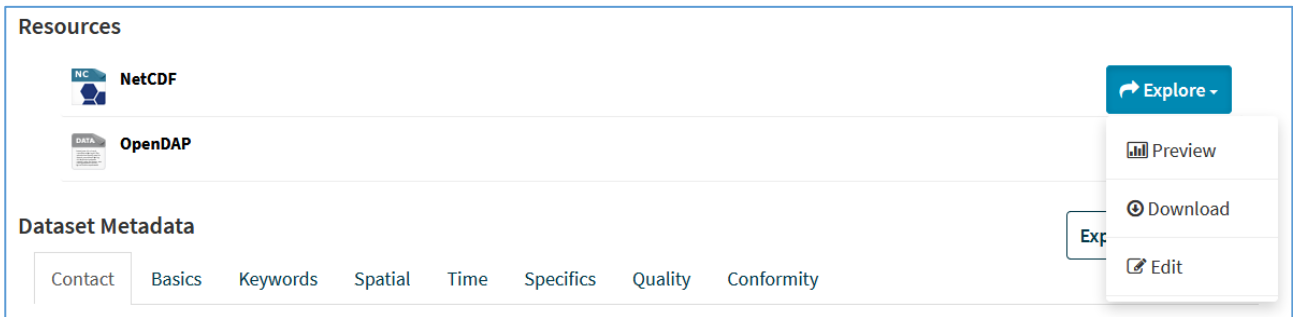 Resources
NC
NetCDF
Explore
DATA
OpenDAP
Preview
Download
Edit
Dataset Metadata
Contact Basics Keywords Spatial Time Specifics Quality Conformity